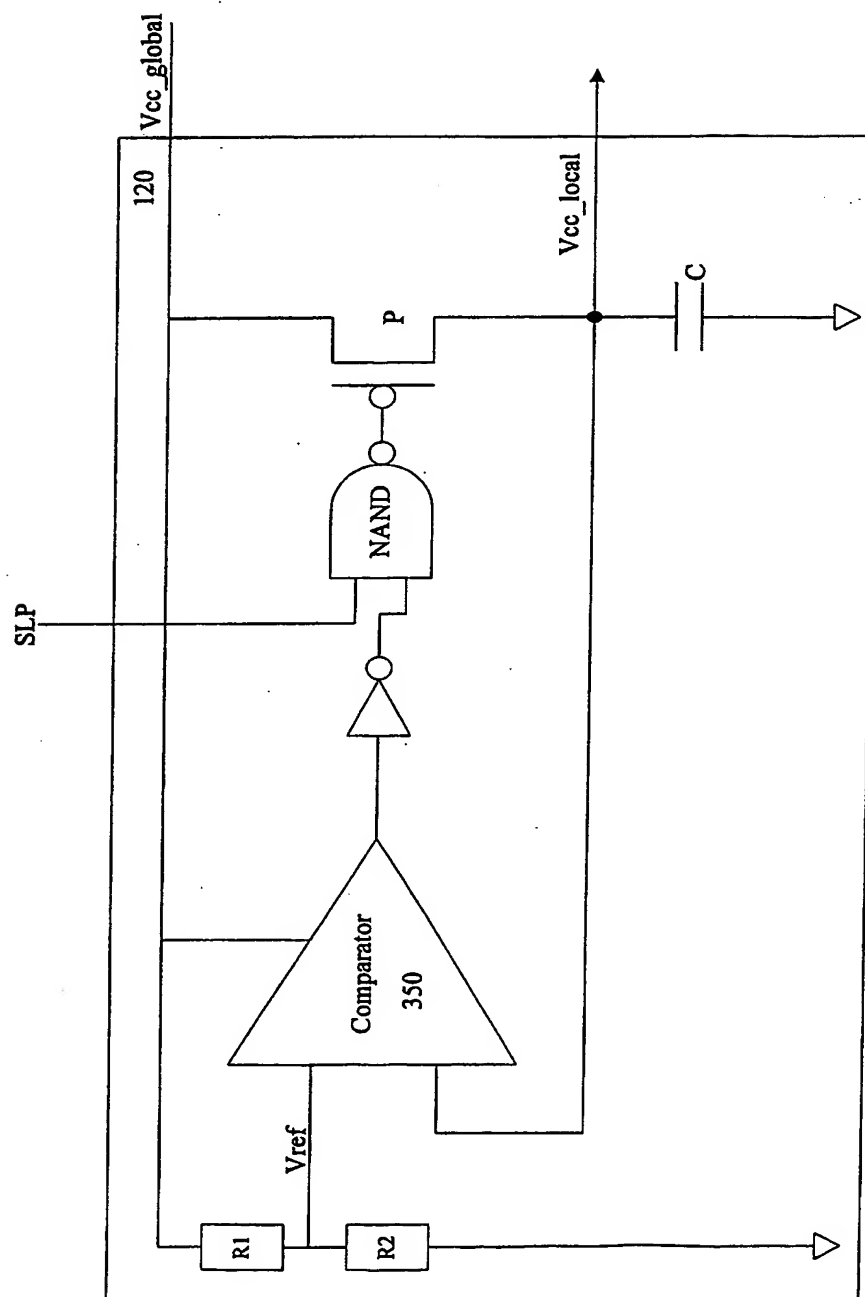 Vcc_global
120
SLP
P
NAND
Vcc_local
C
Comparator
350
Vref
R1
R2